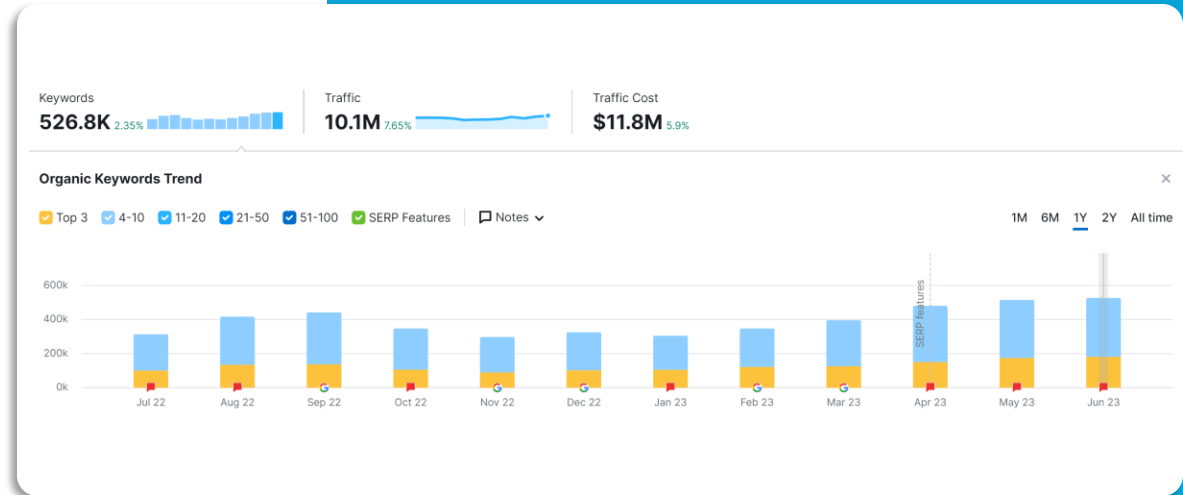 Keywords Traffic Traffic Cost
526.8K 2.35% 10.1M 7.65% $11.8M 5.9%
Organic Keywords Trend
Top 3 4-10 11-20 21-50 51-100 SERP Features Notes 1M 6M 1Y 2Y All time
600k
400k
200k
0k
SERP features
Jul 22 Aug 22 Sep 22 Oct 22 Nov 22 Dec 22 Jan 23 Feb 23 Mar 23 Apr 23 May 23 Jun 23